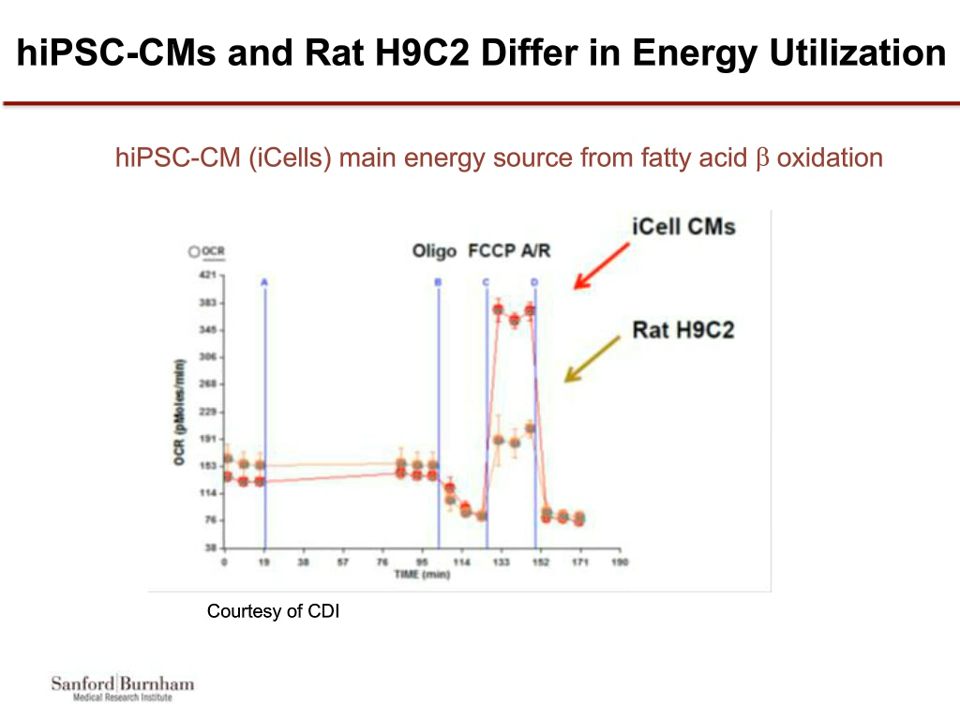 hiPSC-CMs and Rat H9C2 Differ in Energy Utilization
hiPSC-CM (iCells) main energy source from fatty acid β oxidation
iCell CMs
OCR
Oligo FCCP A/R
421
A
B
C
D
383
345
Rat H9C2
306
268
229
191
153
114
76
38
OCR (pMoles/min)
0 19 38 57 76 95 114 133 152 171 190
TIME (min)
Courtesy of CDI
Sanford Burnham
Medical Research Institute